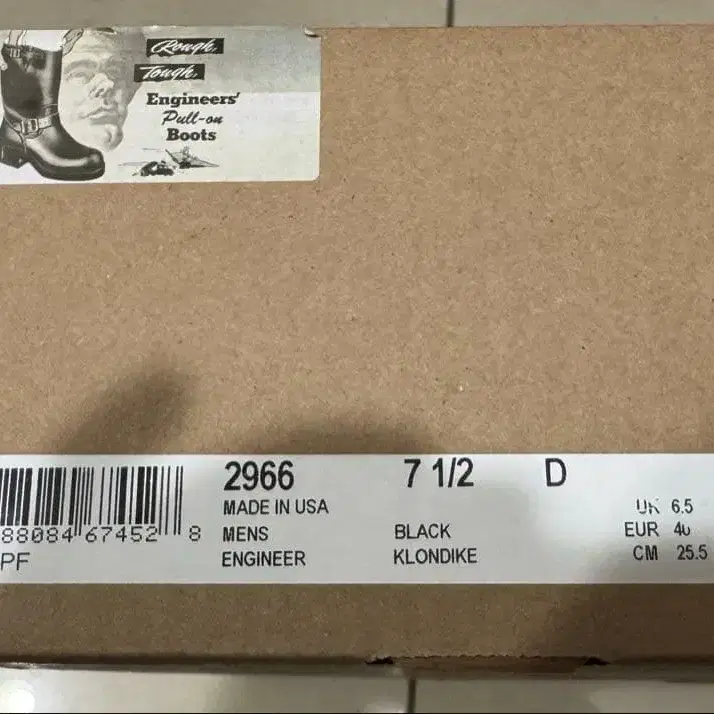 Rough,
Tough,
Engineers'
Pull-on
Boots
2966 7 1/2 D
MADE IN USA UK 6.5
88084 67452 8 MENS BLACK EUR 40
PF ENGINEER KLONDIKE CM 25.5